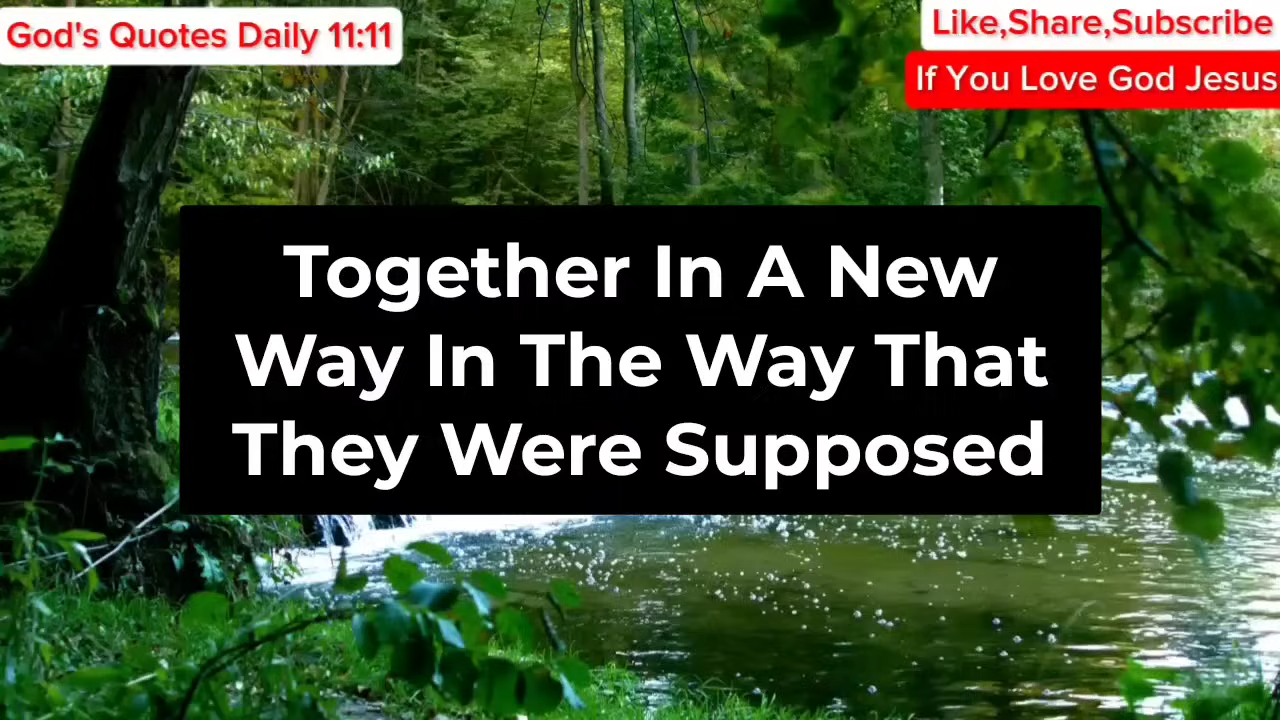 God's Quotes Daily 11:11
Like,Share,Subscribe
If You Love God Jesus
Together In A New
Way In The Way That
They Were Supposed